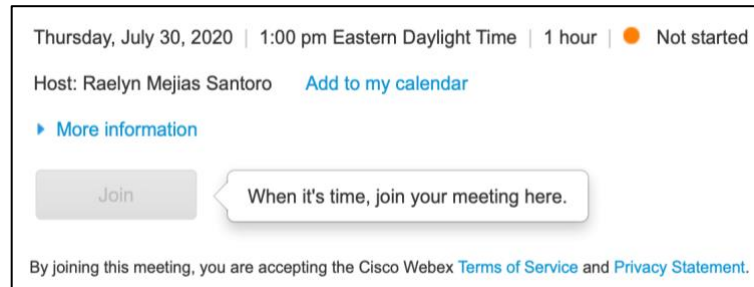 Thursday, July 30, 2020 | 1:00 pm Eastern Daylight Time | 1 hour | Not started
Host: Raelyn Mejias Santoro Add to my calendar
More information
Join When it's time, join your meeting here.
By joining this meeting, you are accepting the Cisco Webex Terms of Service and Privacy Statement.